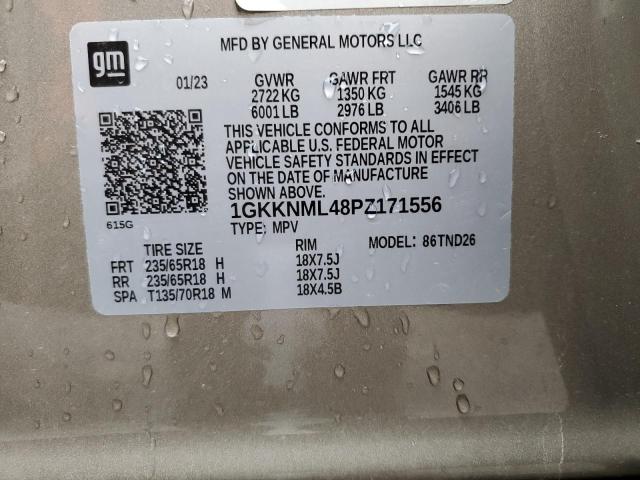 gm
MFD BY GENERAL MOTORS LLC
01/23 GVWR GAWR FRT GAWR RR
2722 KG 1350 KG 1545 KG
6001 LB 2976 LB 3406 LB
THIS VEHICLE CONFORMS TO ALL
APPLICABLE U.S. FEDERAL MOTOR
VEHICLE SAFETY STANDARDS IN EFFECT
ON THE DATE OF MANUFACTURE
SHOWN ABOVE.
1GKKNML48PZ171556
615G
TYPE: MPV MODEL: 86TND26
TIRE SIZE RIM
FRT 235/65R18 H 18X7.5J
RR 235/65R18 H 18X7.5J
SPA T135/70R18 M 18X4.5B